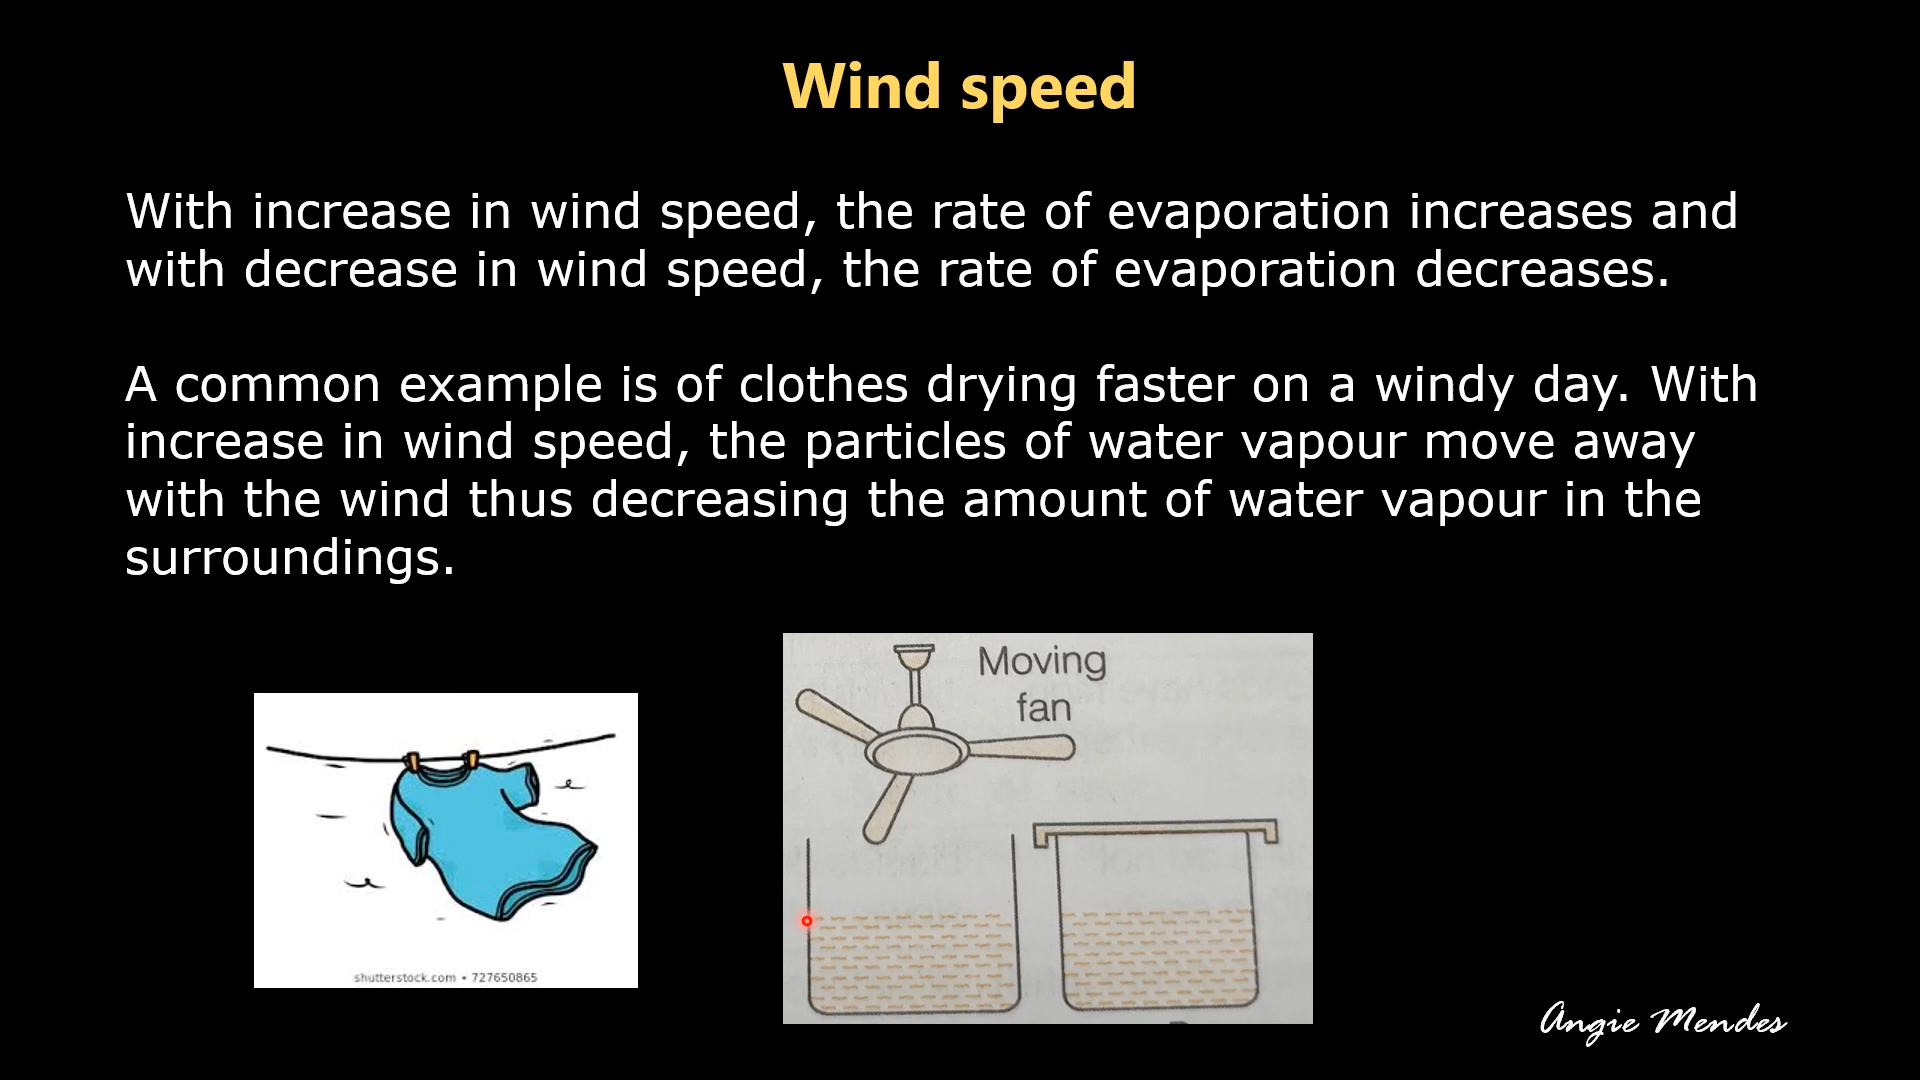 Wind speed
With increase in wind speed, the rate of evaporation increases and
with decrease in wind speed, the rate of evaporation decreases.
A common example is of clothes drying faster on a windy day. With
increase in wind speed, the particles of water vapour move away
with the wind thus decreasing the amount of water vapour in the
surroundings.
Moving
fan
shutterstock.com • 727650865
Angie Mendes